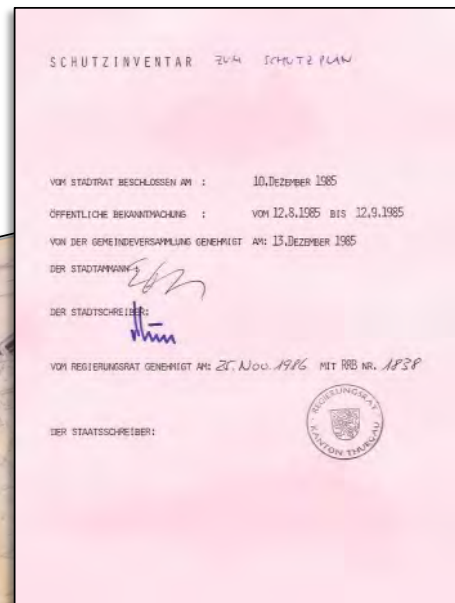 SCHUTZINVENTAR ZUM SCHUTZPLAN
VOM STADTRAT BESCHLOSSEN AM : 10.DEZEMBER 1985
ÖFFENTLICHE BEKANNTMACHUNG : VOM 12.8.1985 BIS 12.9.1985
VON DER GEMEINDEVERSAMMLUNG GENEHMIGT AM: 13.DEZEMBER 1985
DER STADTAMMANN:
DER STADTSCHREIBER:
VOM REGIERUNGSRAT GENEHMIGT AM: 25. Nov. 1986 MIT RRB NR. 1838
REGIERUNGSRAT
KANTON THURGAU
DER STAATSSCHREIBER: